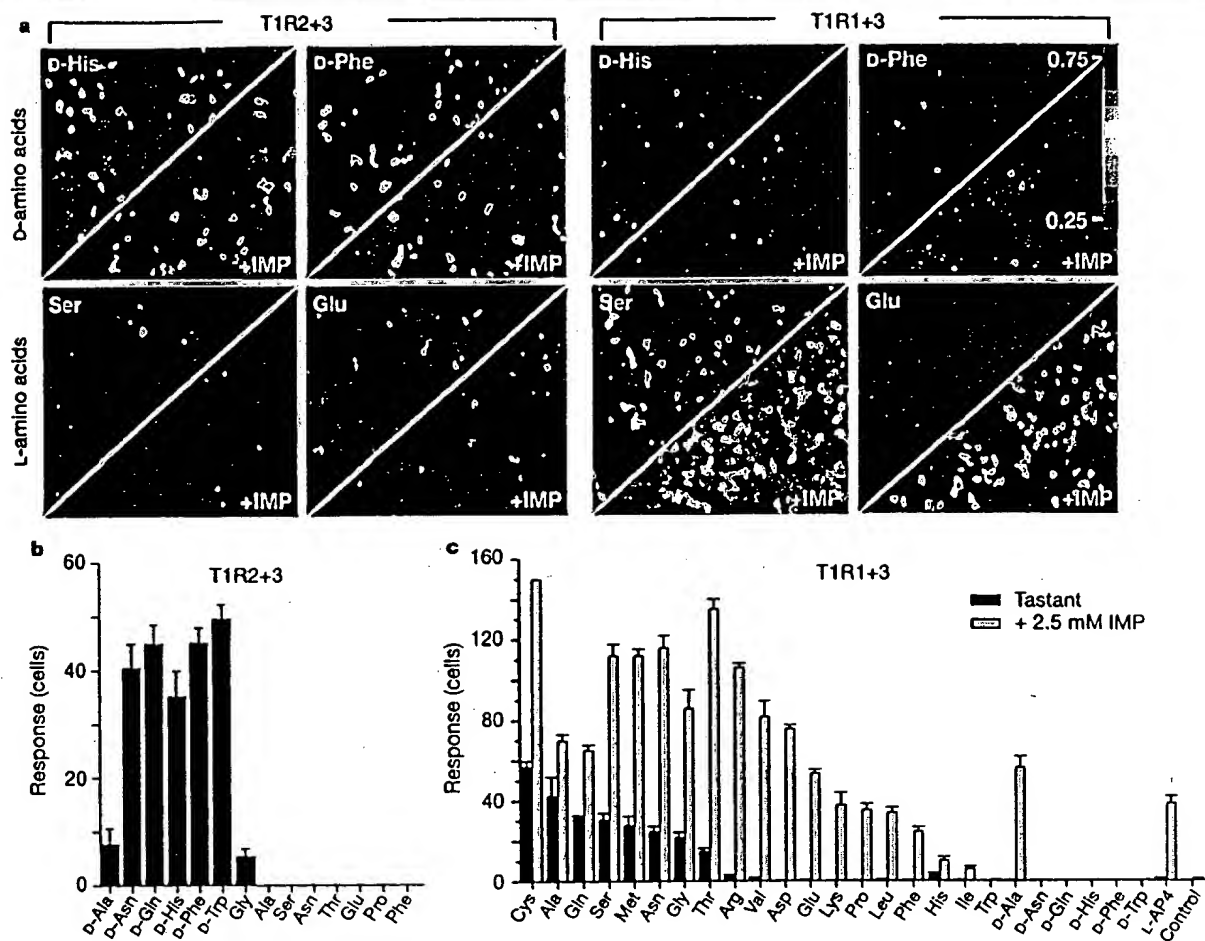 a
T1R2+3
T1R1+3
D-amino acids
D-His
+IMP
D-Phe
+IMP
D-His
+IMP
D-Phe
0.75
0.25
+IMP
L-amino acids
Ser
+IMP
Glu
+IMP
Ser
+IMP
Glu
+IMP
b
T1R2+3
Response (cells)
60
40
20
0
D-Ala
D-Asn
D-Gln
D-His
D-Phe
D-Trp
Gly
Ala
Ser
Asn
Thr
Glu
Pro
Phe
c
T1R1+3
Tastant
+ 2.5 mM IMP
Response (cells)
160
120
80
40
0
Cys
Ala
Gln
Ser
Met
Asn
Gly
Thr
Arg
Val
Asp
Glu
Lys
Pro
Leu
Phe
His
Ile
Trp
D-Ala
D-Asn
D-Gln
D-His
D-Phe
D-Trp
L-AP4
Control